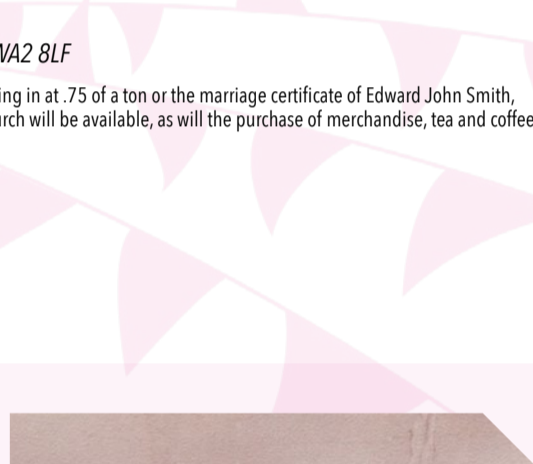 WA2 8LF
ing in at .75 of a ton or the marriage certificate of Edward John Smith,
urch will be available, as will the purchase of merchandise, tea and coffee